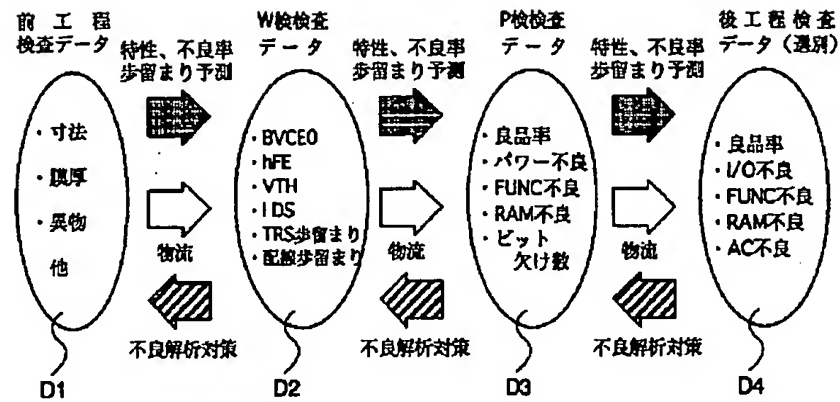 前工程
検査データ
特性、不良率
歩留まり予測
W検検査
データ
特性、不良率
歩留まり予測
P検検査
データ
特性、不良率
歩留まり予測
後工程検査
データ（選別）
・寸法
・膜厚
・異物
他
物流
不良解析対策
・BVCEO
・hFE
・VTH
・IDS
・TRS歩留まり
・配線歩留まり
物流
不良解析対策
・良品率
・パワー不良
・FUNC不良
・RAM不良
・ビット
欠け数
物流
不良解析対策
・良品率
・I/O不良
・FUNC不良
・RAM不良
・AC不良
D1
D2
D3
D4